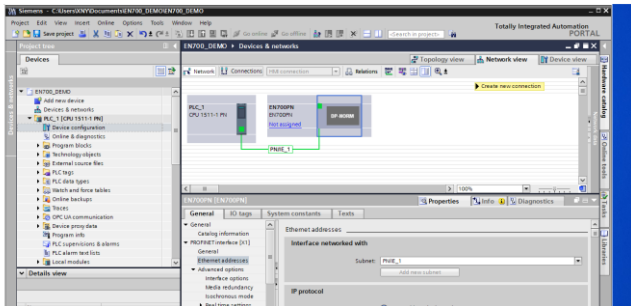 Siemens - C:\Users\KNY\Documents\EN700_DEMO\EN700_DEMO
Project Edit View Insert Online Options Tools Window Help
Totally Integrated Automation
PORTAL
Save project
Go online Go offline
<Search in project>
Project tree
EN700_DEMO Devices & networks
Devices
Topology view Network view Device view
Network Connections HMI connection Relations
Create new connection
EN700_DEMO
Add new device
Devices & networks
PLC_1 [CPU 1511-1 PN]
Device configuration
Online & diagnostics
Program blocks
Technology objects
External source files
PLC tags
PLC data types
Watch and force tables
Online backups
Traces
OPC UA communication
Device proxy data
Program info
PLC supervisions & alarms
PLC alarm text lists
Local modules
Details view
Devices & networks
PLC_1
CPU 1511-1 PN
EN700PN
EN700PN
Not assigned
DP-NORM
PN/IE_1
100%
EN700PN [EN700PN]
Properties Info Diagnostics
General IO tags System constants Texts
General
Catalog information
PROFINET interface [X1]
General
Ethernet addresses
Advanced options
Interface options
Media redundancy
Isochronous mode
Real time settings
Ethernet addresses
Interface networked with
Subnet: PN/IE_1
Add new subnet
IP protocol
Hardware catalog
Online tools
Tasks
Libraries